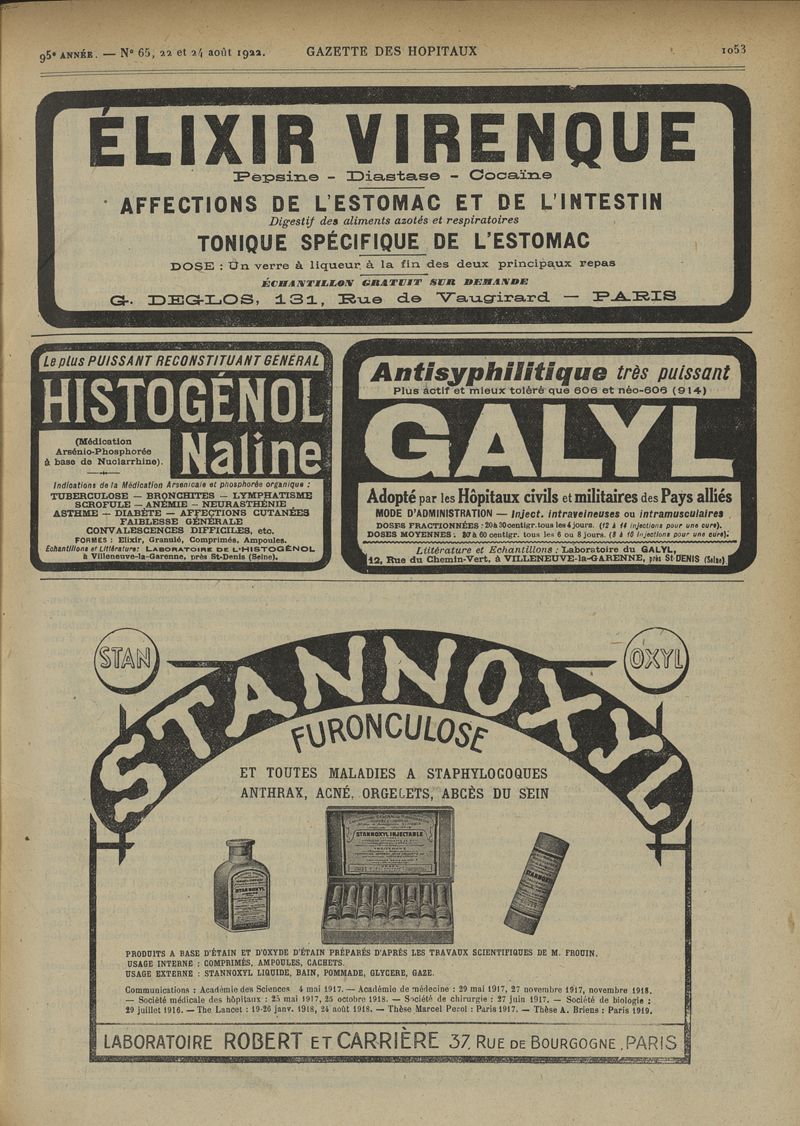 95e ANNÉE. — No 65, 22 et 24 août 1922. GAZETTE DES HOPITAUX 1053
ÉLIXIR VIRENQUE
Pepsine - Diastase - Cocaïne
AFFECTIONS DE L'ESTOMAC ET DE L'INTESTIN
Digestif des aliments azotés et respiratoires
TONIQUE SPÉCIFIQUE DE L'ESTOMAC
DOSE : Un verre à liqueur à la fin des deux principaux repas
ÉCHANTILLON GRATUIT SUR DEMANDE
G. DEGLOS, 131, Rue de Vaugirard — PARIS
Le plus PUISSANT RECONSTITUANT GÉNÉRAL
HISTOGÉNOL
Naline
(Médication
Arsénio-Phosphorée
à base de Nuclarrhine).
Indications de la Médication Arsenicale et phosphorée organique :
TUBERCULOSE — BRONCHITES — LYMPHATISME
SCROFULE — ANÉMIE — NEURASTHÉNIE
ASTHME — DIABÈTE — AFFECTIONS CUTANÉES
FAIBLESSE GÉNÉRALE
CONVALESCENCES DIFFICILES, etc.
FORMES : Elixir, Granulé, Comprimés, Ampoules.
Echantillons et Littérature: LABORATOIRE DE L'HISTOGÉNOL
à Villeneuve-la-Garenne, près St-Denis (Seine).
Antisyphilitique très puissant
Plus actif et mieux toléré que 606 et néo-606 (914)
GALYL
Adopté par les Hôpitaux civils et militaires des Pays alliés
MODE D'ADMINISTRATION — Inject. intraveineuses ou intramusculaires
DOSES FRACTIONNÉES : 20 à 30 centigr. tous les 4 jours. (12 à 14 injections pour une cure).
DOSES MOYENNES : 30 à 60 centigr. tous les 6 ou 8 jours. (8 à 10 injections pour une cure).
Littérature et Echantillons : Laboratoire du GALYL,
12, Rue du Chemin-Vert, à VILLENEUVE-la-GARENNE, près St-DENIS (Seine)
STAN OXYL
STANNOXYL
FURONCULOSE
ET TOUTES MALADIES A STAPHYLOCOQUES
ANTHRAX, ACNÉ, ORGELETS, ABCÈS DU SEIN
STANNOXYL INJECTABLE
STANNOXYL
STANNOXYL
PRODUITS A BASE D'ÉTAIN ET D'OXYDE D'ÉTAIN PRÉPARÉS D'APRÈS LES TRAVAUX SCIENTIFIQUES DE M. FROUIN.
USAGE INTERNE : COMPRIMÉS, AMPOULES, CACHETS.
USAGE EXTERNE : STANNOXYL LIQUIDE, BAIN, POMMADE, GLYCERE, GAZE.
Communications : Académie des Sciences 4 mai 1917. — Académie de médecine : 29 mai 1917, 27 novembre 1917, novembre 1918.
— Société médicale des hôpitaux : 25 mai 1917, 25 octobre 1918. — Société de chirurgie : 27 juin 1917. — Société de biologie :
29 juillet 1916. — The Lancet : 19-26 janv. 1918, 24 août 1918. — Thèse Marcel Perol : Paris 1917. — Thèse A. Briens : Paris 1919.
LABORATOIRE ROBERT ET CARRIÈRE 37, RUE DE BOURGOGNE, PARIS